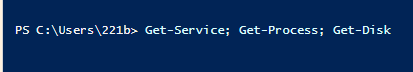 PS C:\Users\221b> Get-Service; Get-Process; Get-Disk